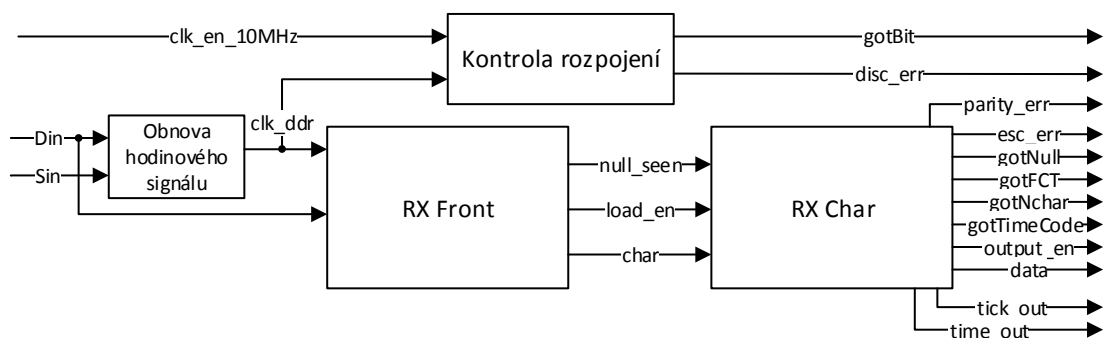 clk_en_10MHz
Kontrola rozpojení
gotBit
disc_err
Din
Sin
Obnova
hodinového
signálu
clk_ddr
RX Front
null_seen
load_en
char
RX Char
parity_err
esc_err
gotNull
gotFCT
gotNchar
gotTimeCode
output_en
data
tick_out
time_out